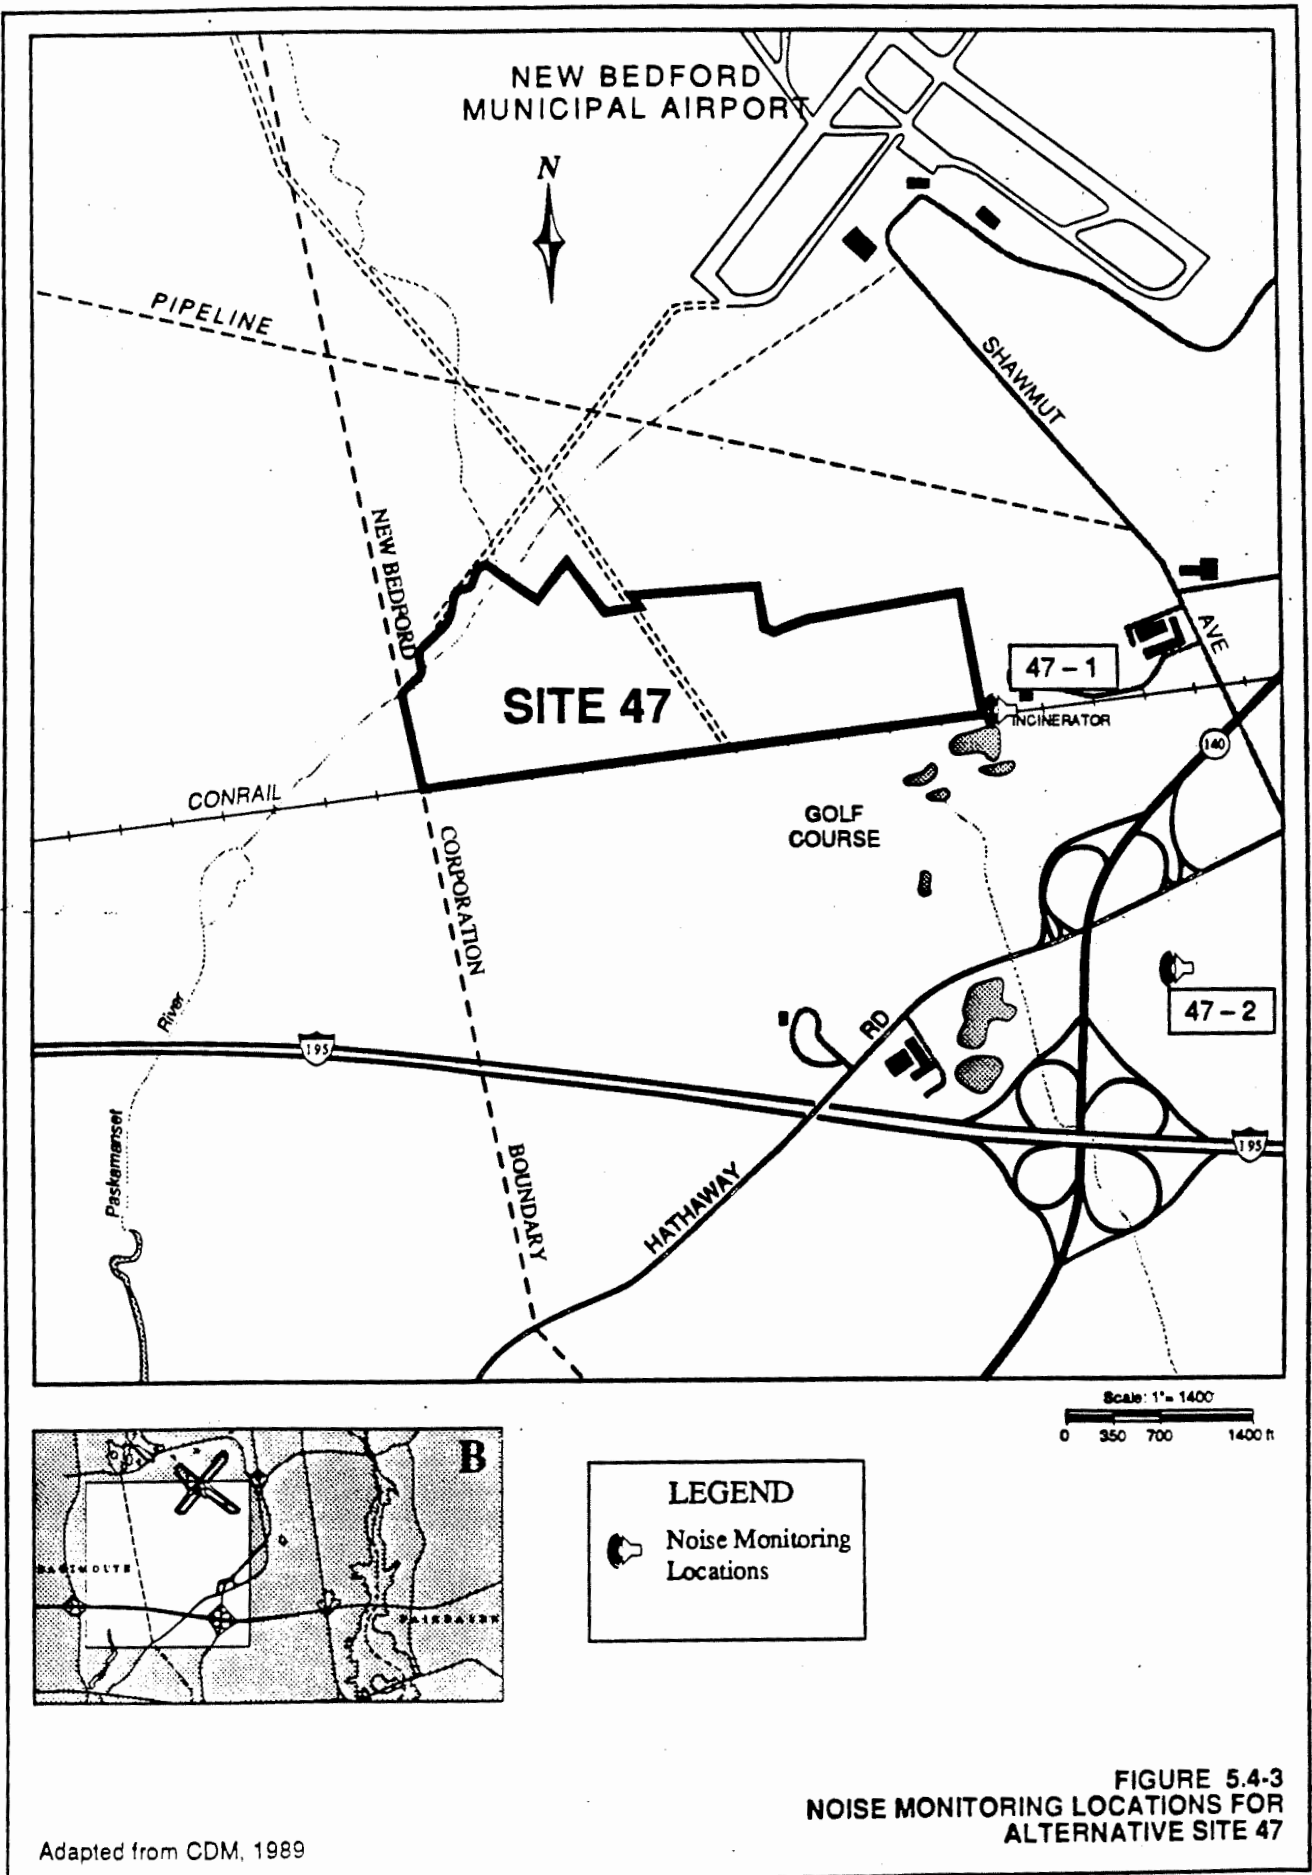 NEW BEDFORD
MUNICIPAL AIRPORT
N
PIPELINE
SHAWMUT
AVE
NEW BEDFORD
47 – 1
SITE 47
INCINERATOR
140
CONRAIL
GOLF
COURSE
CORPORATION
47 – 2
River
195
RD
Paskamanset
BOUNDARY
HATHAWAY
195
Scale: 1"= 1400'
0 350 700 1400 ft
B
DARTMOUTH
FAIRHAVEN
LEGEND
Noise Monitoring
Locations
FIGURE 5.4-3
NOISE MONITORING LOCATIONS FOR
ALTERNATIVE SITE 47
Adapted from CDM, 1989